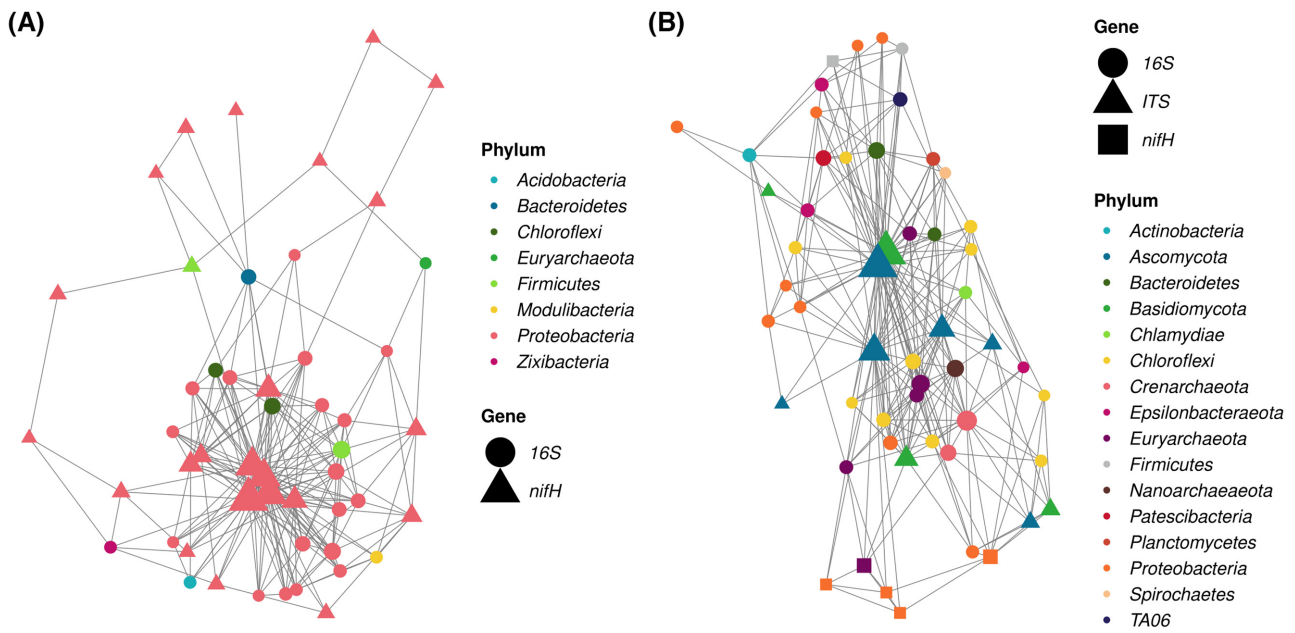 (A)
Phylum
Acidobacteria
Bacteroidetes
Chloroflexi
Euryarchaeota
Firmicutes
Modulibacteria
Proteobacteria
Zixibacteria
Gene
16S
nifH
(B)
Gene
16S
ITS
nifH
Phylum
Actinobacteria
Ascomycota
Bacteroidetes
Basidiomycota
Chlamydiae
Chloroflexi
Crenarchaeota
Epsilonbacteraeota
Euryarchaeota
Firmicutes
Nanoarchaeaeota
Patescibacteria
Planctomycetes
Proteobacteria
Spirochaetes
TA06